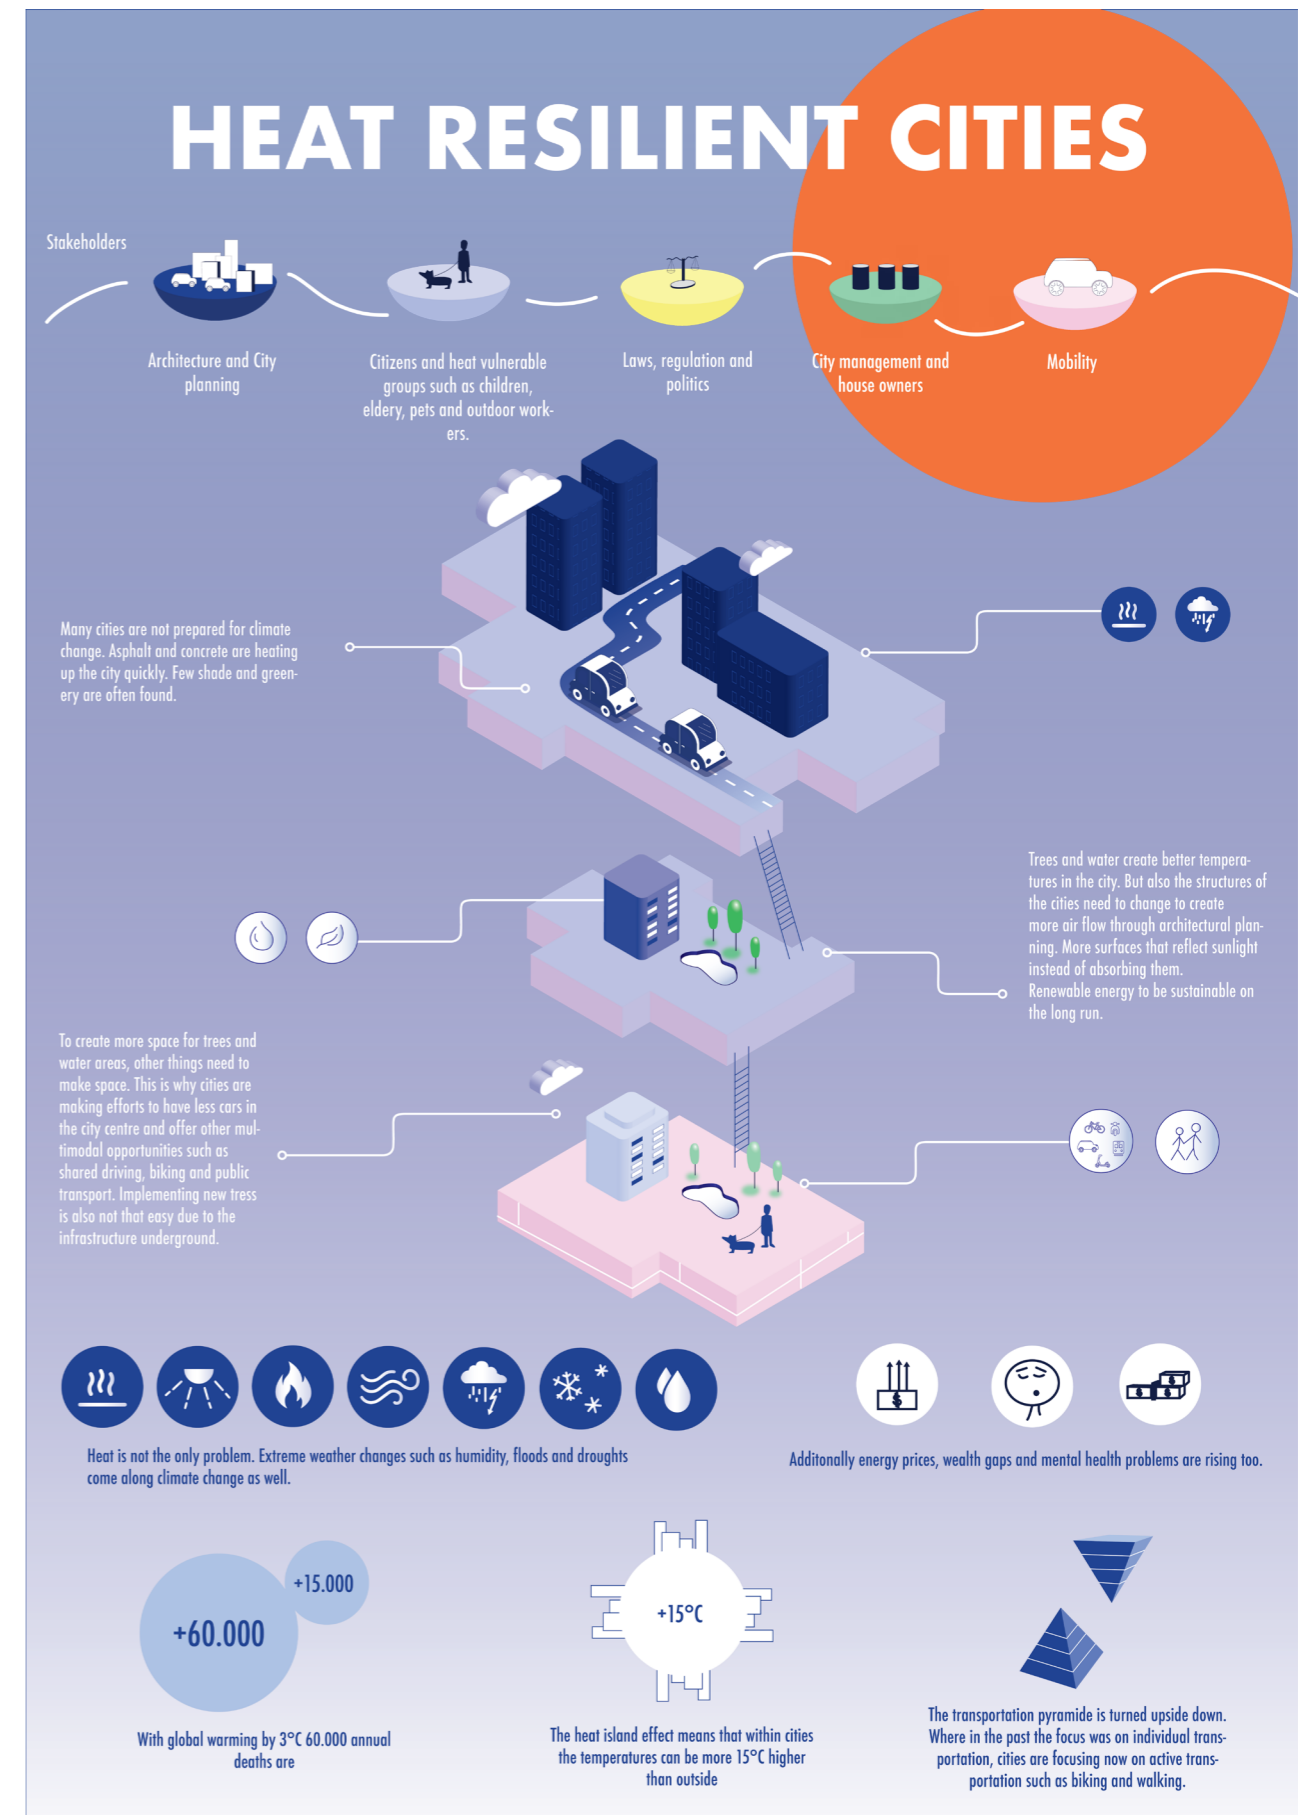 HEAT RESILIENT CITIES
Stakeholders
Architecture and City
planning
Citizens and heat vulnerable
groups such as children,
eldery, pets and outdoor work-
ers.
Laws, regulation and
politics
City management and
house owners
Mobility
Many cities are not prepared for climate
change. Asphalt and concrete are heating
up the city quickly. Few shade and green-
ery are often found.
Trees and water create better tempera-
tures in the city. But also the structures of
the cities need to change to create
more air flow through architectural plan-
ning. More surfaces that reflect sunlight
instead of absorbing them.
Renewable energy to be sustainable on
the long run.
To create more space for trees and
water areas, other things need to
make space. This is why cities are
making efforts to have less cars in
the city centre and offer other mul-
timodal opportunities such as
shared driving, biking and public
transport. Implementing new tress
is also not that easy due to the
infrastructure underground.
Heat is not the only problem. Extreme weather changes such as humidity, floods and droughts
come along climate change as well.
$
$
$
$
Additonally energy prices, wealth gaps and mental health problems are rising too.
+60.000
+15.000
With global warming by 3°C 60.000 annual
deaths are
+15°C
The heat island effect means that within cities
the temperatures can be more 15°C higher
than outside
The transportation pyramide is turned upside down.
Where in the past the focus was on individual trans-
portation, cities are focusing now on active trans-
portation such as biking and walking.